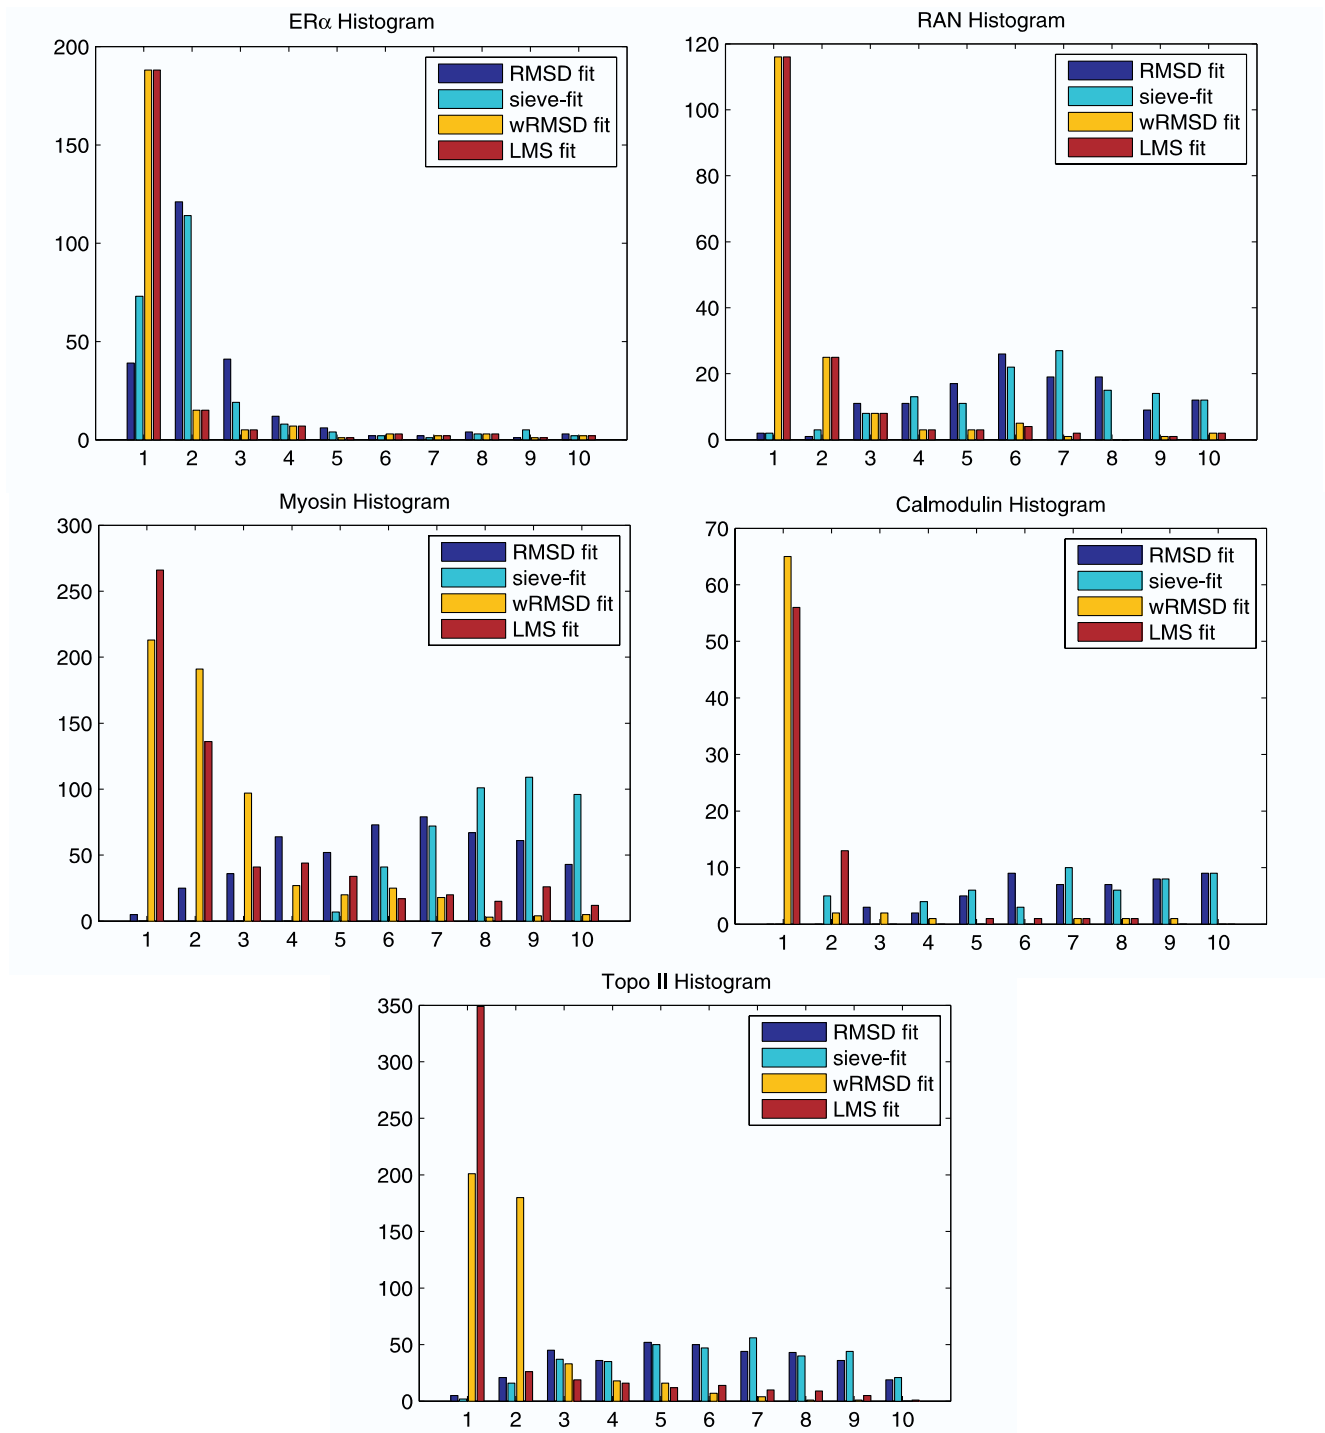 ERα Histogram
200
150
100
50
0
1 2 3 4 5 6 7 8 9 10
RMSD fit
sieve-fit
wRMSD fit
LMS fit
RAN Histogram
120
100
80
60
40
20
0
1 2 3 4 5 6 7 8 9 10
RMSD fit
sieve-fit
wRMSD fit
LMS fit
Myosin Histogram
300
250
200
150
100
50
0
1 2 3 4 5 6 7 8 9 10
RMSD fit
sieve-fit
wRMSD fit
LMS fit
Calmodulin Histogram
70
60
50
40
30
20
10
0
1 2 3 4 5 6 7 8 9 10
RMSD fit
sieve-fit
wRMSD fit
LMS fit
Topo II Histogram
350
300
250
200
150
100
50
0
1 2 3 4 5 6 7 8 9 10
RMSD fit
sieve-fit
wRMSD fit
LMS fit